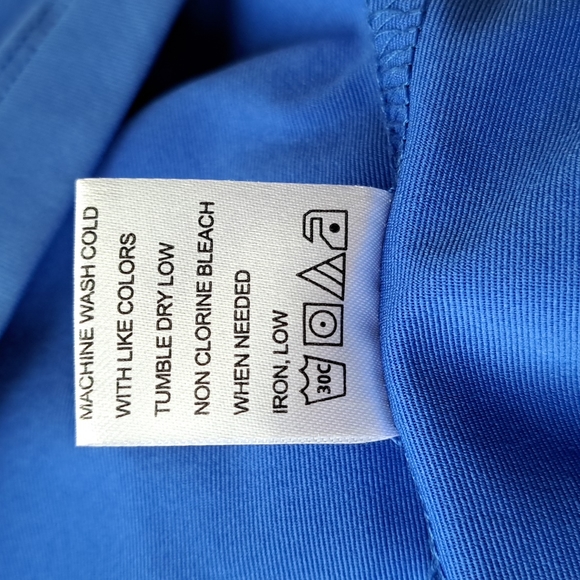 MACHINE WASH COLD
WITH LIKE COLORS
TUMBLE DRY LOW
NON CLORINE BLEACH
WHEN NEEDED
IRON, LOW
30C